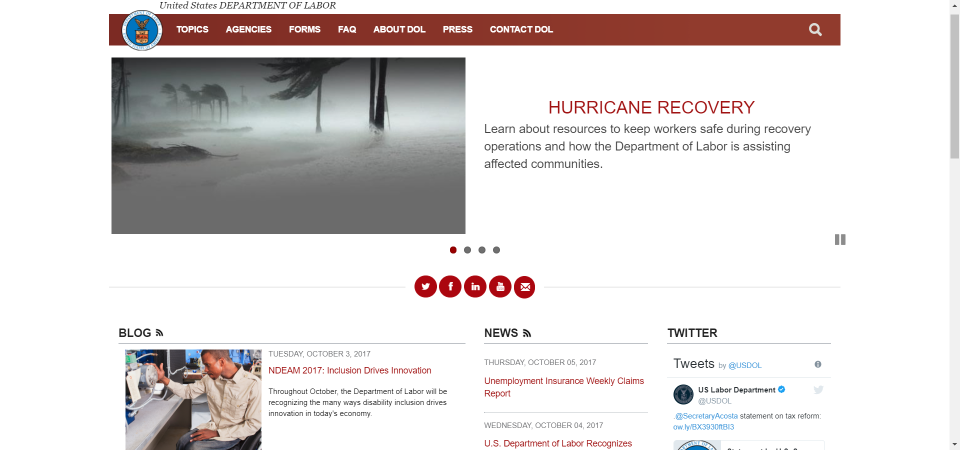 United States DEPARTMENT OF LABOR
TOPICS AGENCIES FORMS FAQ ABOUT DOL PRESS CONTACT DOL
HURRICANE RECOVERY
Learn about resources to keep workers safe during recovery
operations and how the Department of Labor is assisting
affected communities.
BLOG
TUESDAY, OCTOBER 3, 2017
NDEAM 2017: Inclusion Drives Innovation
Throughout October, the Department of Labor will be
recognizing the many ways disability inclusion drives
innovation in today's economy.
NEWS
THURSDAY, OCTOBER 05, 2017
Unemployment Insurance Weekly Claims
Report
WEDNESDAY, OCTOBER 04, 2017
U.S. Department of Labor Recognizes
TWITTER
Tweets by @USDOL
US Labor Department
@USDOL
.@SecretaryAcosta statement on tax reform:
ow.ly/BX3930ftBI3